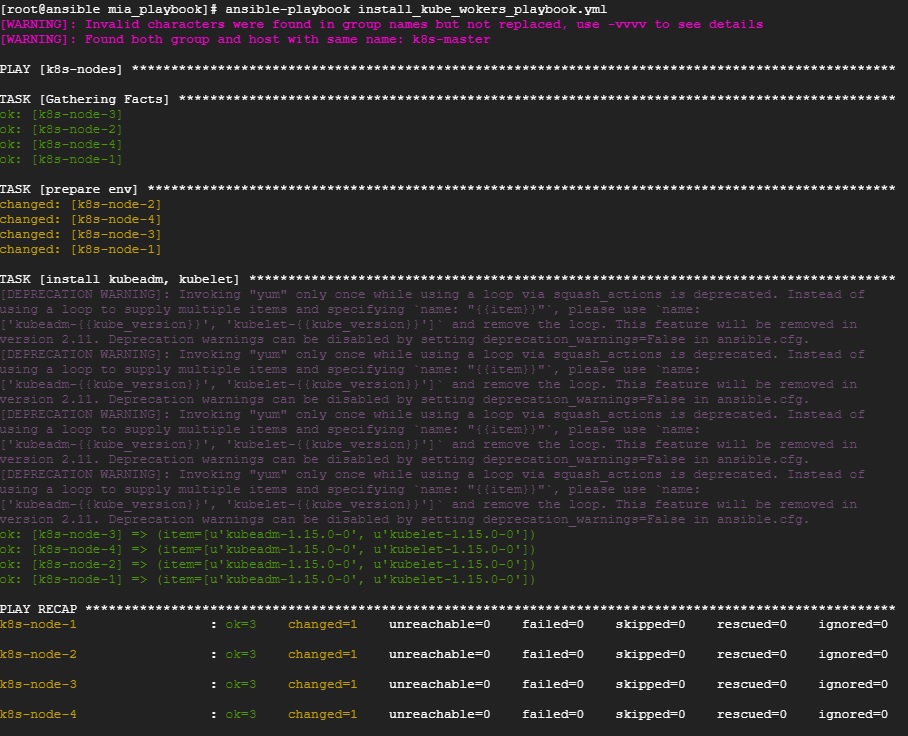 [root@ansible mia_playbook]# ansible-playbook install_kube_wokers_playbook.yml
[WARNING]: Invalid characters were found in group names but not replaced, use -vvvv to see details
[WARNING]: Found both group and host with same name: k8s-master
PLAY [k8s-nodes] *************************************************************************************************
TASK [Gathering Facts] *******************************************************************************************
ok: [k8s-node-3]
ok: [k8s-node-2]
ok: [k8s-node-4]
ok: [k8s-node-1]
TASK [prepare env] ***********************************************************************************************
changed: [k8s-node-2]
changed: [k8s-node-4]
changed: [k8s-node-3]
changed: [k8s-node-1]
TASK [install kubeadm, kubelet] **********************************************************************************
[DEPRECATION WARNING]: Invoking "yum" only once while using a loop via squash_actions is deprecated. Instead of
using a loop to supply multiple items and specifying `name: "{{item}}"`, please use `name:
['kubeadm-{{kube_version}}', 'kubelet-{{kube_version}}']` and remove the loop. This feature will be removed in
version 2.11. Deprecation warnings can be disabled by setting deprecation_warnings=False in ansible.cfg.
[DEPRECATION WARNING]: Invoking "yum" only once while using a loop via squash_actions is deprecated. Instead of
using a loop to supply multiple items and specifying `name: "{{item}}"`, please use `name:
['kubeadm-{{kube_version}}', 'kubelet-{{kube_version}}']` and remove the loop. This feature will be removed in
version 2.11. Deprecation warnings can be disabled by setting deprecation_warnings=False in ansible.cfg.
[DEPRECATION WARNING]: Invoking "yum" only once while using a loop via squash_actions is deprecated. Instead of
using a loop to supply multiple items and specifying `name: "{{item}}"`, please use `name:
['kubeadm-{{kube_version}}', 'kubelet-{{kube_version}}']` and remove the loop. This feature will be removed in
version 2.11. Deprecation warnings can be disabled by setting deprecation_warnings=False in ansible.cfg.
[DEPRECATION WARNING]: Invoking "yum" only once while using a loop via squash_actions is deprecated. Instead of
using a loop to supply multiple items and specifying `name: "{{item}}"`, please use `name:
['kubeadm-{{kube_version}}', 'kubelet-{{kube_version}}']` and remove the loop. This feature will be removed in
version 2.11. Deprecation warnings can be disabled by setting deprecation_warnings=False in ansible.cfg.
ok: [k8s-node-3] => (item=[u'kubeadm-1.15.0-0', u'kubelet-1.15.0-0'])
ok: [k8s-node-4] => (item=[u'kubeadm-1.15.0-0', u'kubelet-1.15.0-0'])
ok: [k8s-node-2] => (item=[u'kubeadm-1.15.0-0', u'kubelet-1.15.0-0'])
ok: [k8s-node-1] => (item=[u'kubeadm-1.15.0-0', u'kubelet-1.15.0-0'])
PLAY RECAP *******************************************************************************************************
k8s-node-1 : ok=3 changed=1 unreachable=0 failed=0 skipped=0 rescued=0 ignored=0
k8s-node-2 : ok=3 changed=1 unreachable=0 failed=0 skipped=0 rescued=0 ignored=0
k8s-node-3 : ok=3 changed=1 unreachable=0 failed=0 skipped=0 rescued=0 ignored=0
k8s-node-4 : ok=3 changed=1 unreachable=0 failed=0 skipped=0 rescued=0 ignored=0